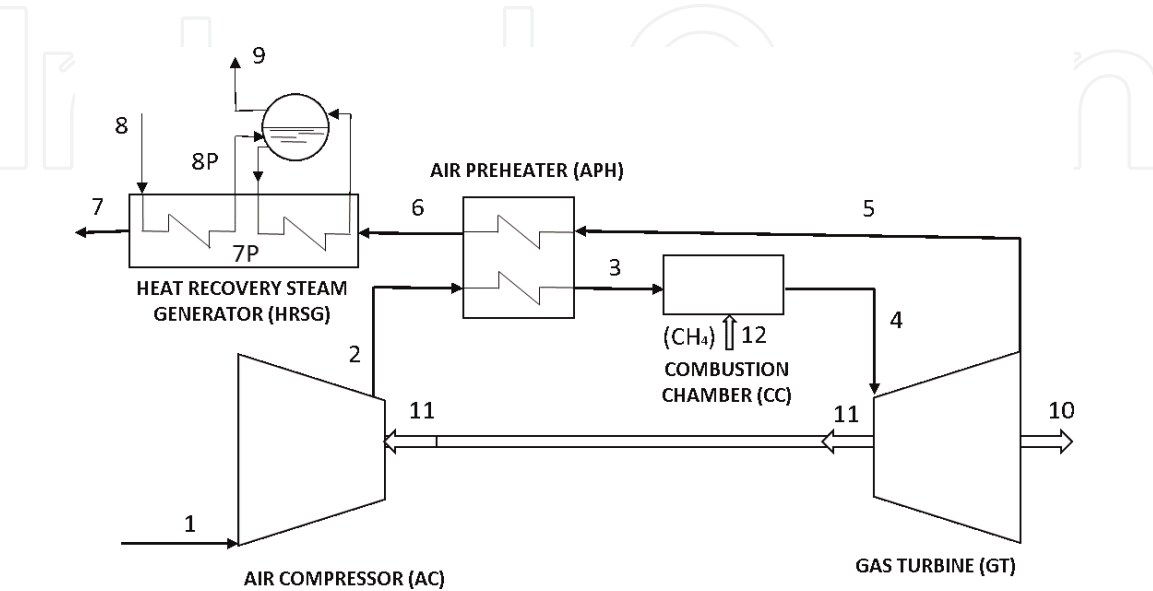 9
8
8P
AIR PREHEATER (APH)
7
6
5
7P
3
HEAT RECOVERY STEAM
GENERATOR (HRSG)
(CH₄) 12
4
2
COMBUSTION
CHAMBER (CC)
11
11
10
1
GAS TURBINE (GT)
AIR COMPRESSOR (AC)